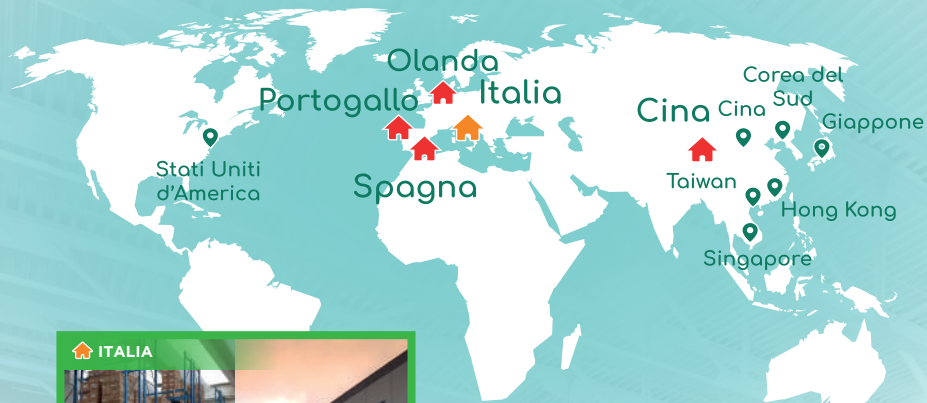 Olanda
Italia
Portogallo
Spagna
Stati Uniti
d'America
Cina
Cina
Corea del
Sud
Giappone
Taiwan
Hong Kong
Singapore
ITALIA